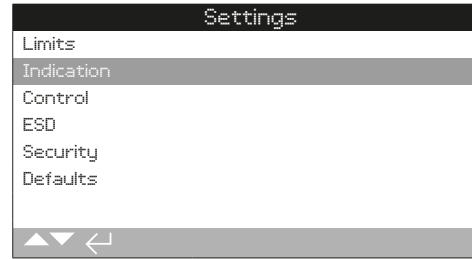 Settings
Limits
Indication
Control
ESD
Security
Defaults